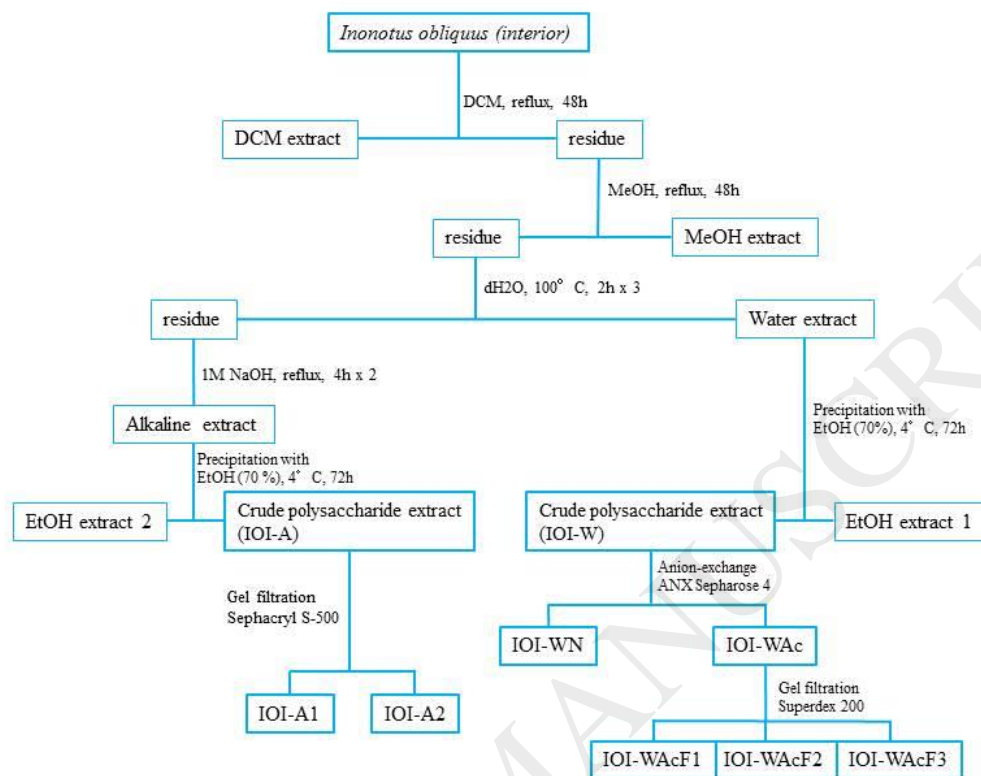 Inonotus obliquus (interior)
DCM, reflux, 48h
DCM extract
residue
MeOH, reflux, 48h
residue
MeOH extract
dH2O, 100° C, 2h x 3
residue
Water extract
1M NaOH, reflux, 4h x 2
Alkaline extract
Precipitation with
EtOH (70%), 4° C, 72h
Precipitation with
EtOH (70 %), 4° C, 72h
EtOH extract 2
Crude polysaccharide extract
(IOI-A)
Crude polysaccharide extract
(IOI-W)
EtOH extract 1
Anion-exchange
ANX Sepharose 4
Gel filtration
Sephacryl S-500
IOI-WN
IOI-WAc
Gel filtration
Superdex 200
IOI-A1
IOI-A2
IOI-WAcF1
IOI-WAcF2
IOI-WAcF3
MANUSCRI